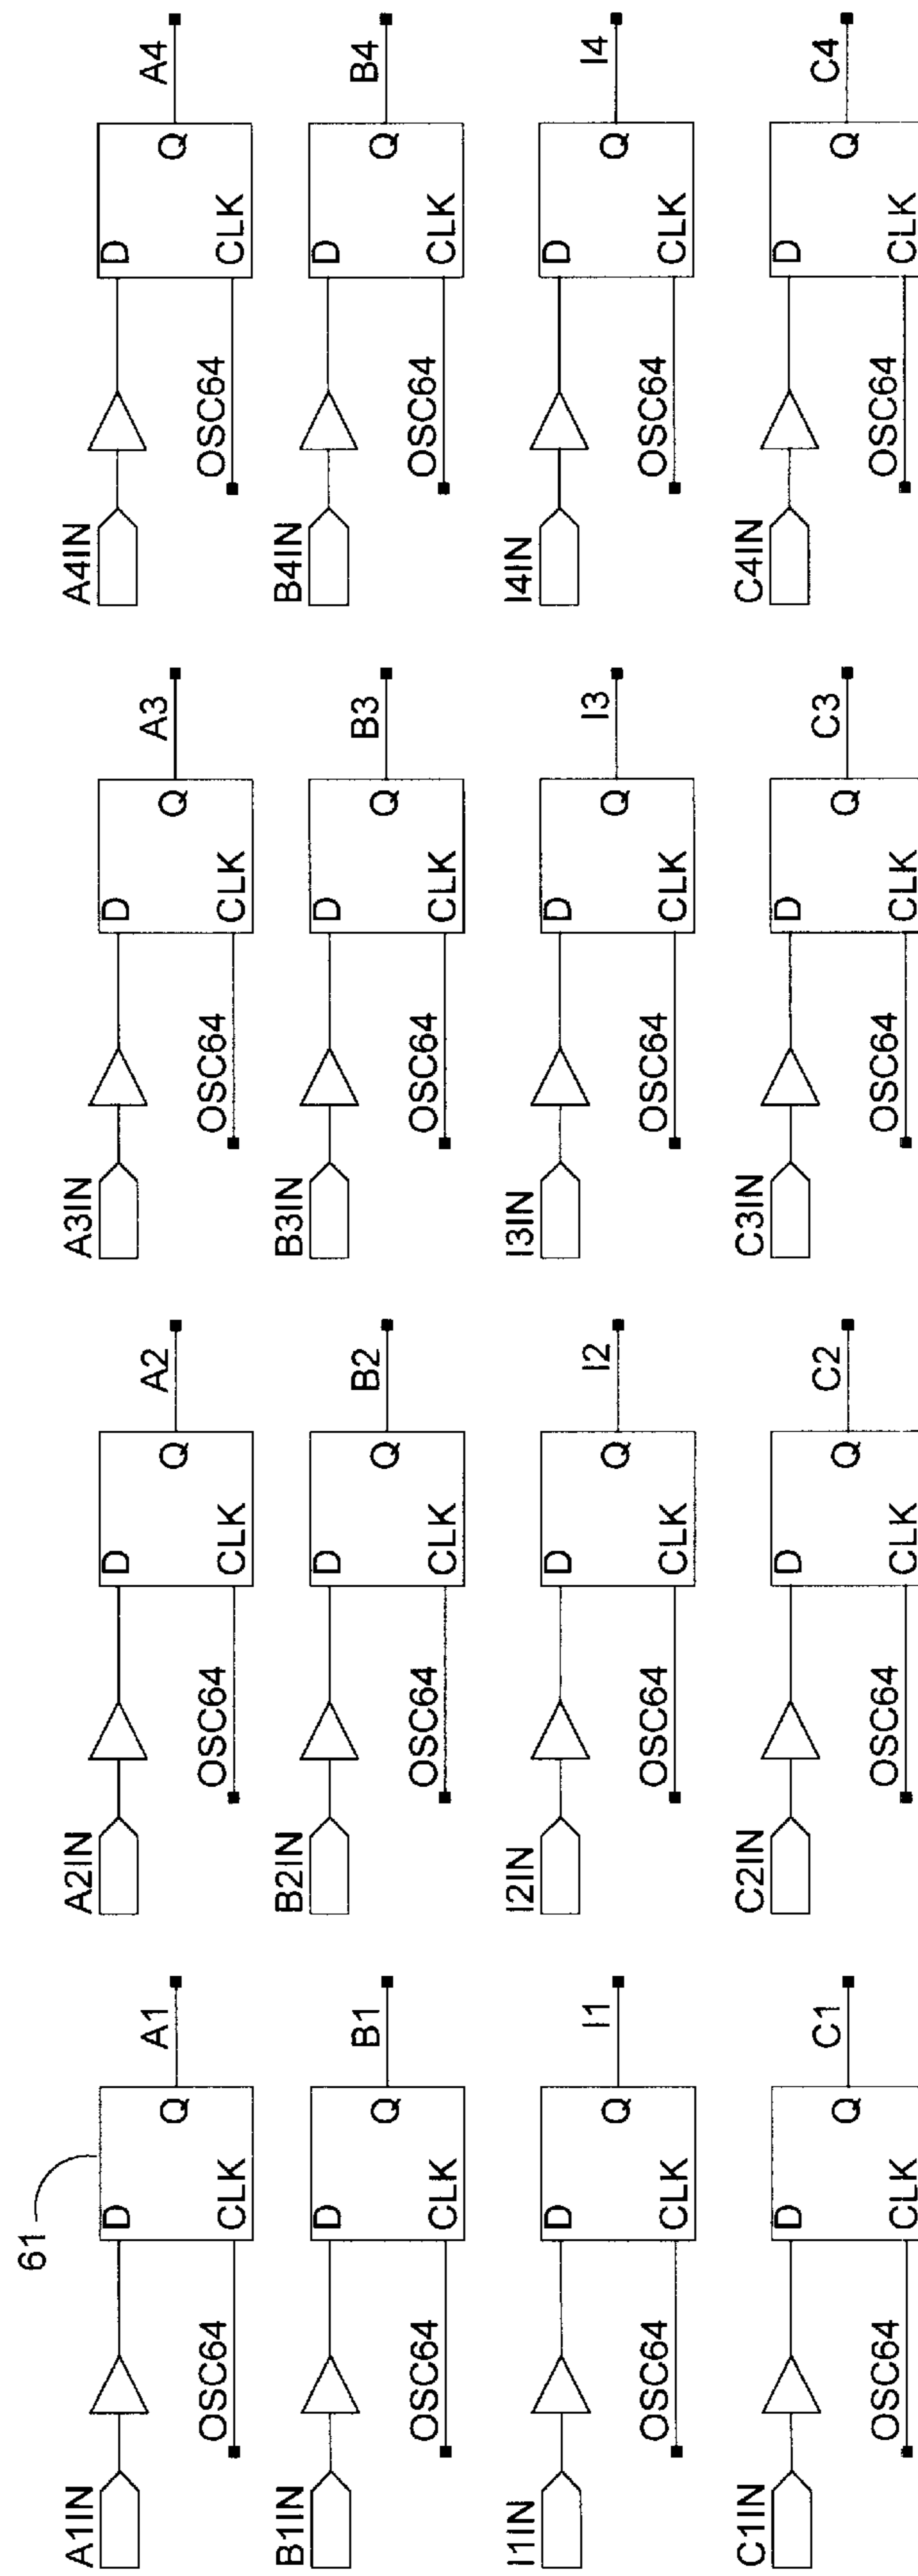 61
A1IN
D
Q
A1
OSC64
CLK
A2IN
D
Q
A2
OSC64
CLK
A3IN
D
Q
A3
OSC64
CLK
A4IN
D
Q
A4
OSC64
CLK
B1IN
D
Q
B1
OSC64
CLK
B2IN
D
Q
B2
OSC64
CLK
B3IN
D
Q
B3
OSC64
CLK
B4IN
D
Q
B4
OSC64
CLK
I1IN
D
Q
I1
OSC64
CLK
I2IN
D
Q
I2
OSC64
CLK
I3IN
D
Q
I3
OSC64
CLK
I4IN
D
Q
I4
OSC64
CLK
C1IN
D
Q
C1
OSC64
CLK
C2IN
D
Q
C2
OSC64
CLK
C3IN
D
Q
C3
OSC64
CLK
C4IN
D
Q
C4
OSC64
CLK